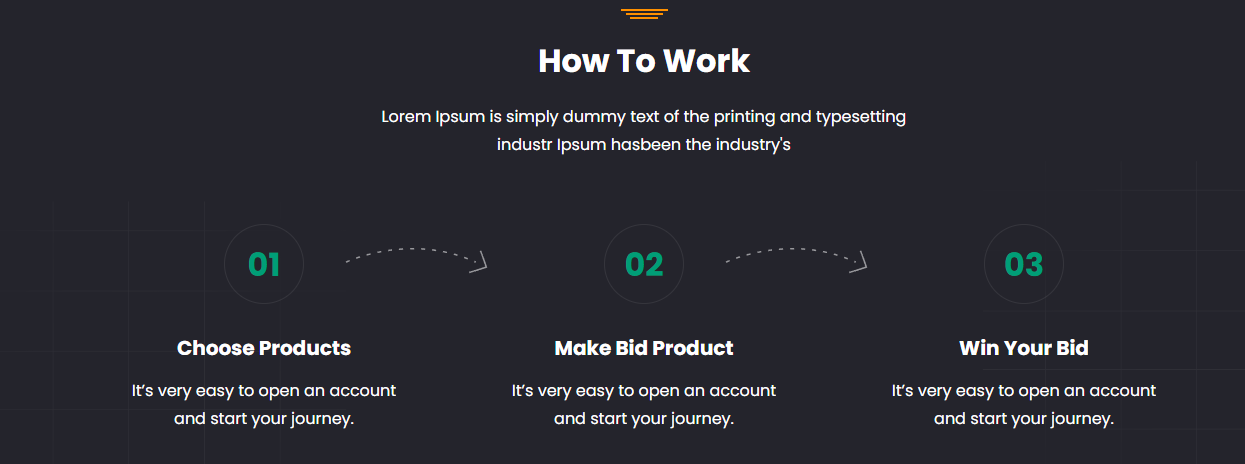 How To Work
Lorem Ipsum is simply dummy text of the printing and typesetting
industr Ipsum hasbeen the industry's
01
02
03
Choose Products
Make Bid Product
Win Your Bid
It’s very easy to open an account
and start your journey.
It’s very easy to open an account
and start your journey.
It’s very easy to open an account
and start your journey.